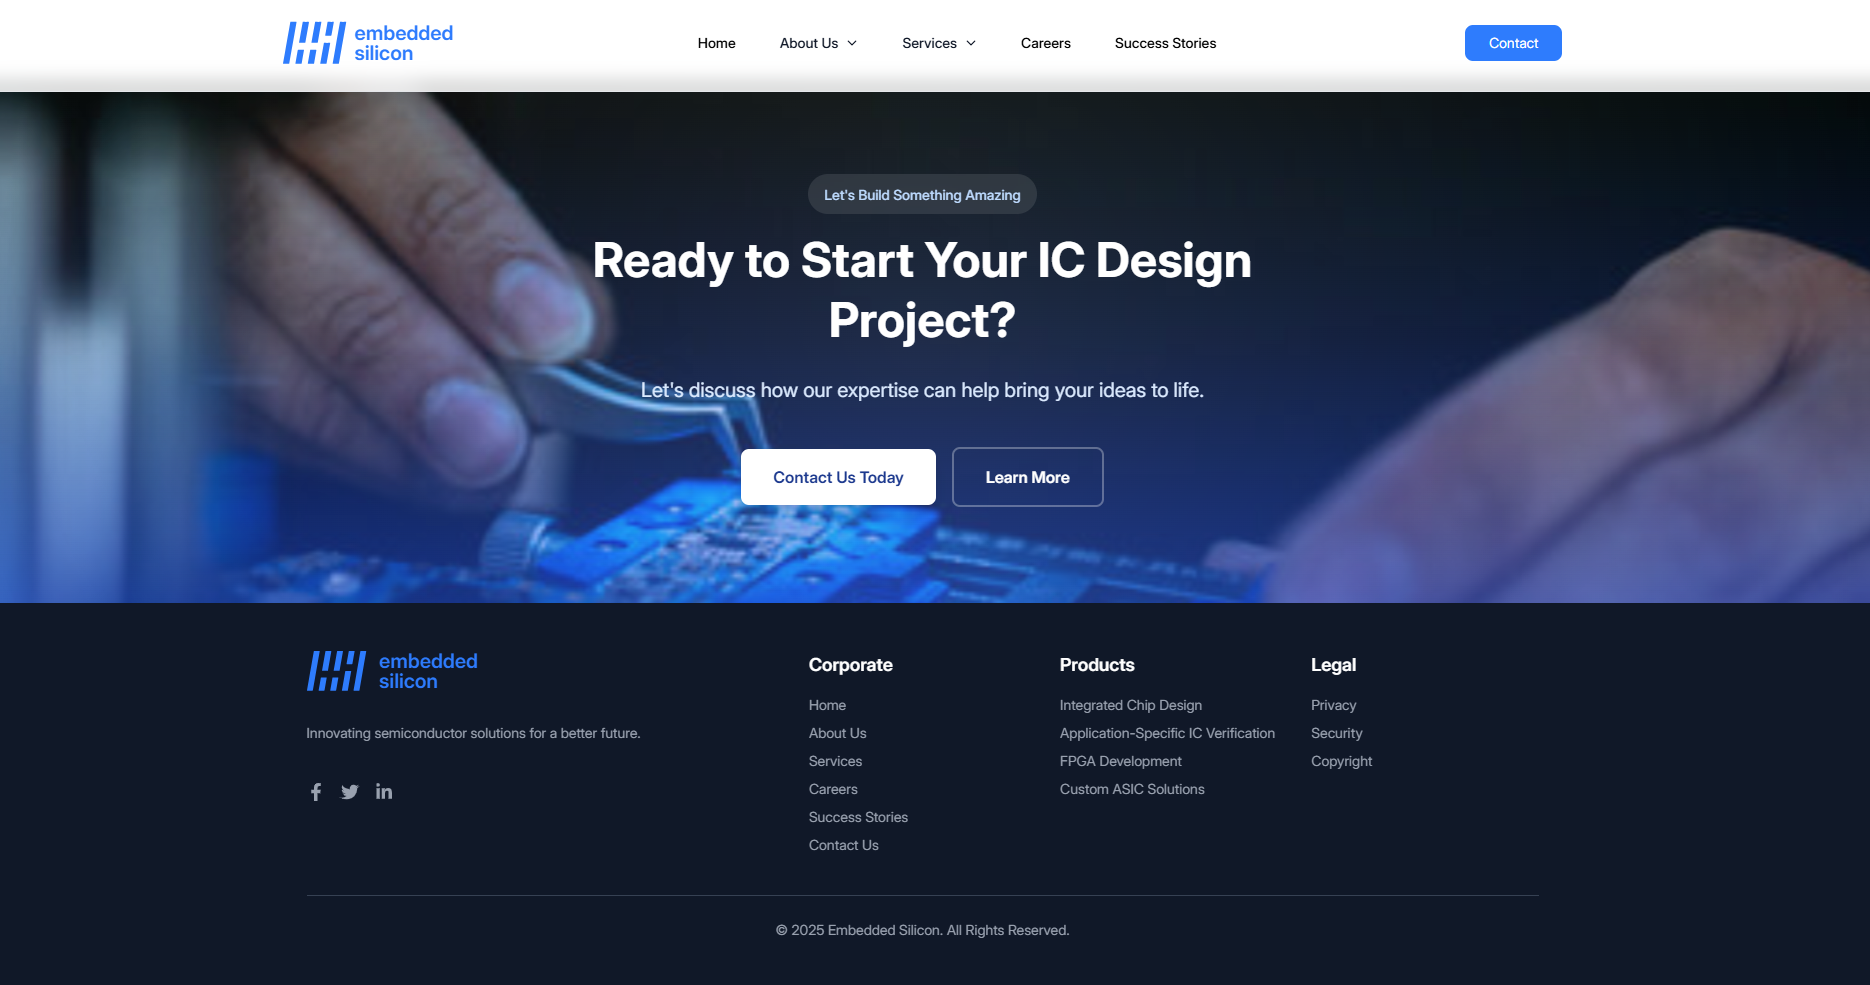 embedded
silicon
Home
About Us
Services
Careers
Success Stories
Contact
Let's Build Something Amazing
Ready to Start Your IC Design
Project?
Let's discuss how our expertise can help bring your ideas to life.
Contact Us Today
Learn More
embedded
silicon
Innovating semiconductor solutions for a better future.
Corporate
Home
About Us
Services
Careers
Success Stories
Contact Us
Products
Integrated Chip Design
Application-Specific IC Verification
FPGA Development
Custom ASIC Solutions
Legal
Privacy
Security
Copyright
© 2025 Embedded Silicon. All Rights Reserved.